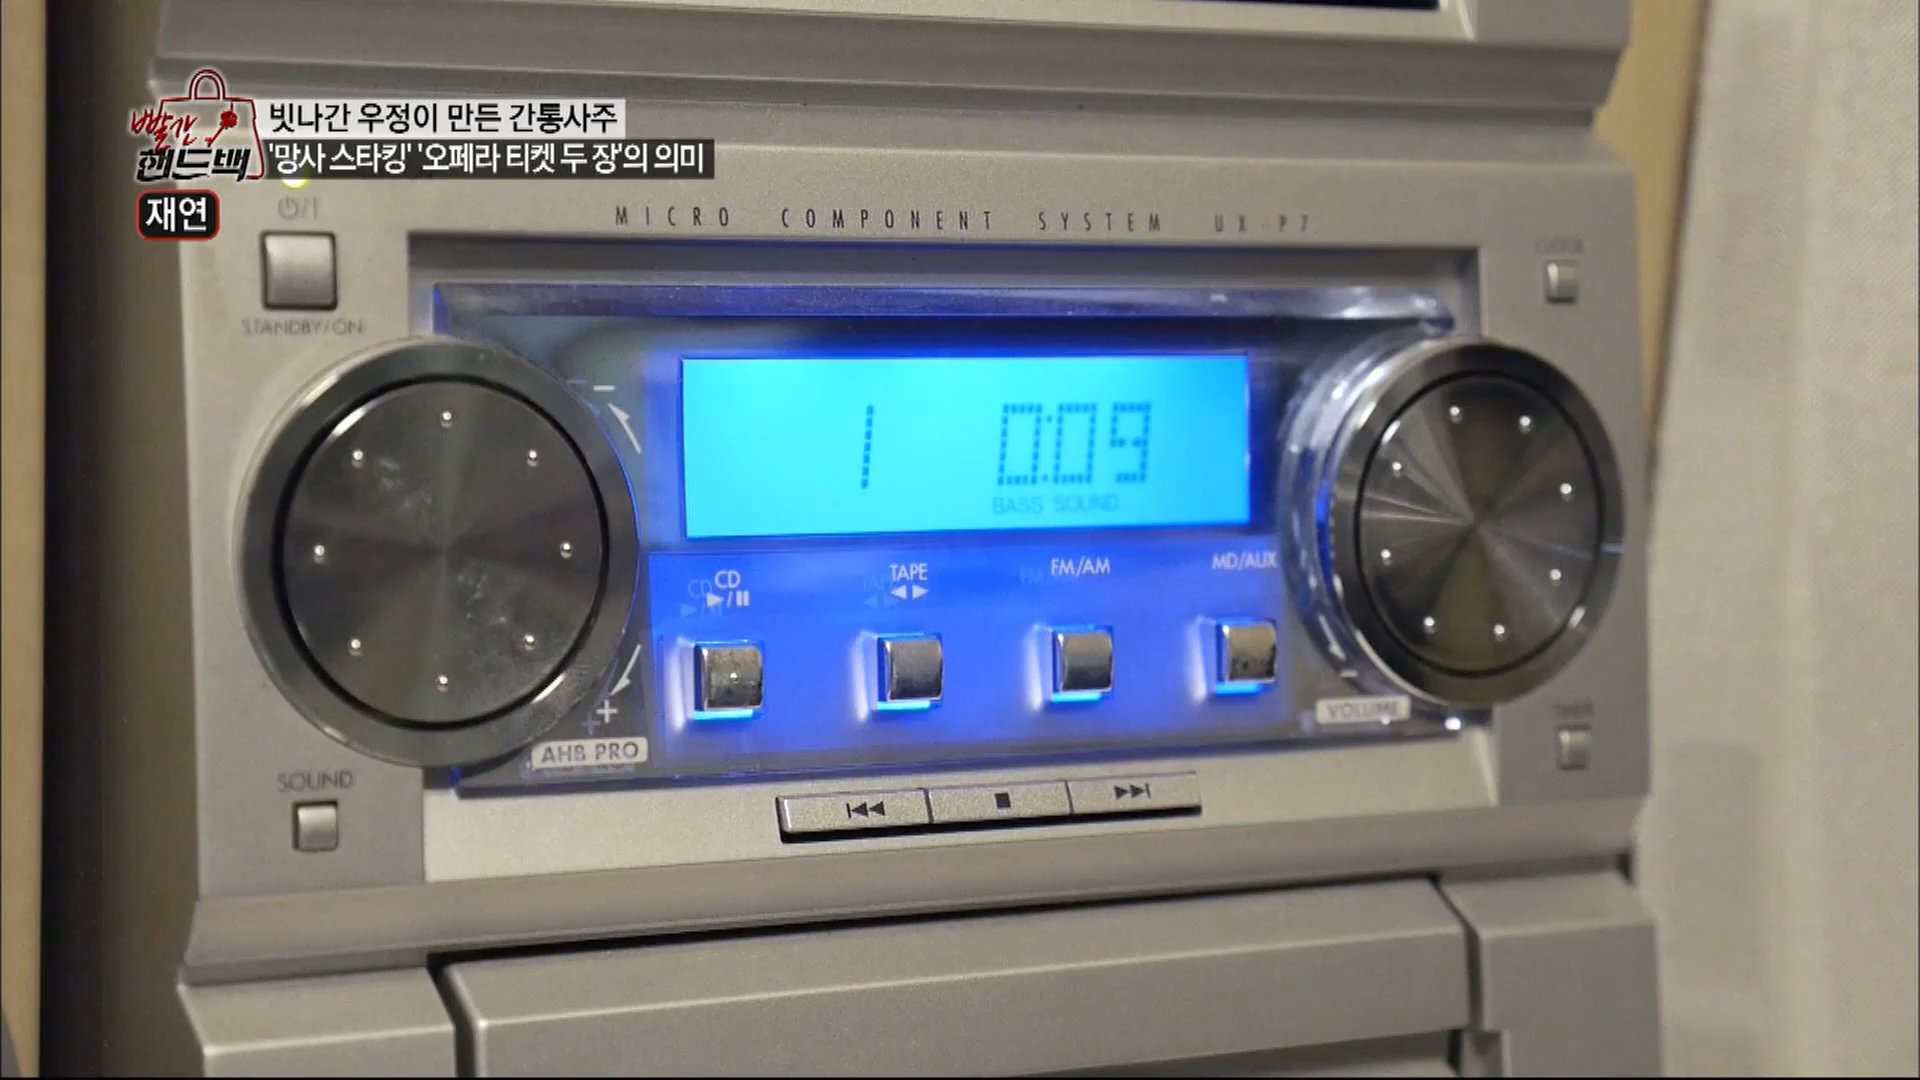 빨간
핸드백
빗나간 우정이 만든 간통사주
'망사 스타킹' '오페라 티켓 두 장'의 의미
재연
MICRO COMPONENT SYSTEM UX-P7
STANDBY/ON
CLOCK
1 0:09
BASS SOUND
CD
TAPE
FM/AM
MD/AUX
VOLUME
TIMER
AHB PRO
SOUND